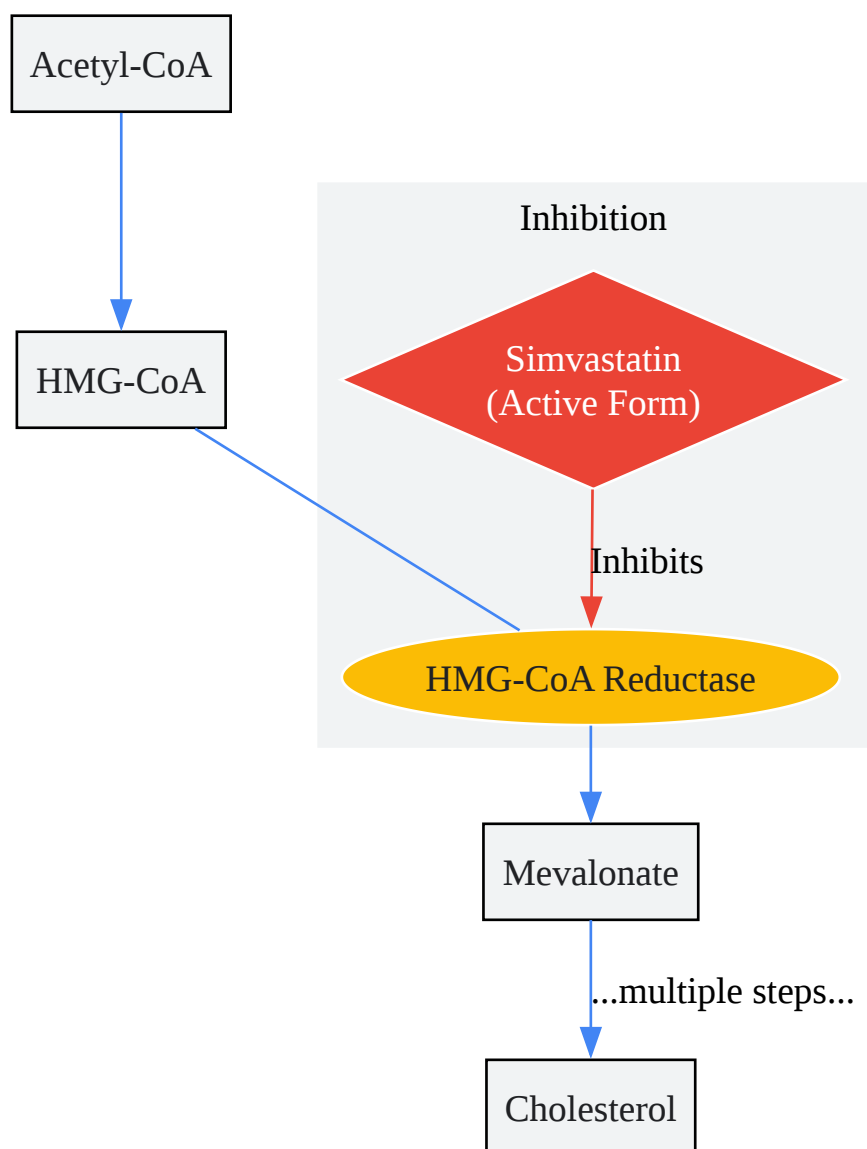 Acetyl-CoA
Inhibition
Simvastatin
(Active Form)
HMG-CoA
Inhibits
HMG-CoA Reductase
Mevalonate
...multiple steps...
Cholesterol